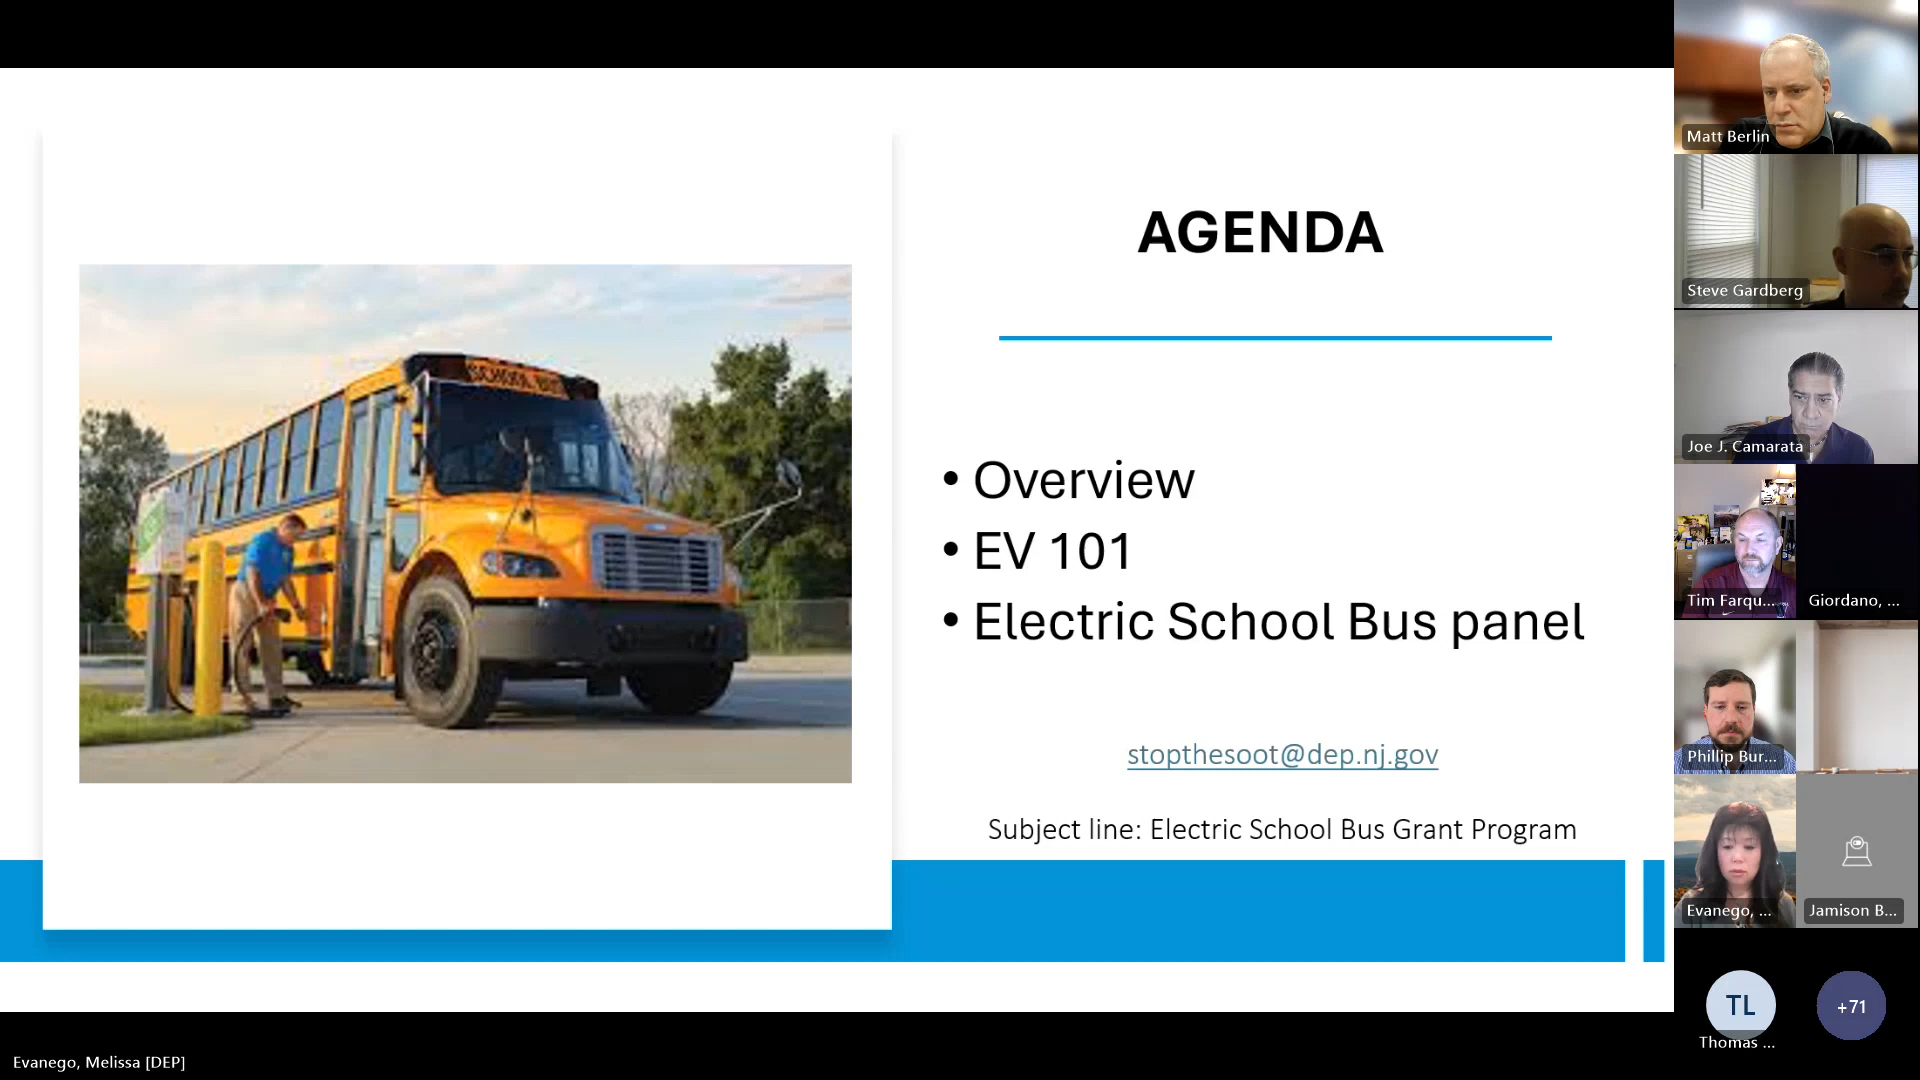 AGENDA
• Overview
• EV 101
• Electric School Bus panel
stopthesoot@dep.nj.gov
Subject line: Electric School Bus Grant Program
SCHOOL BUS
Matt Berlin
Steve Gardberg
Joe J. Camarata
Tim Farqu...
Giordano, ...
Phillip Bur...
Evanego, ...
Jamison B...
TL
Thomas ...
+71
Evanego, Melissa [DEP]